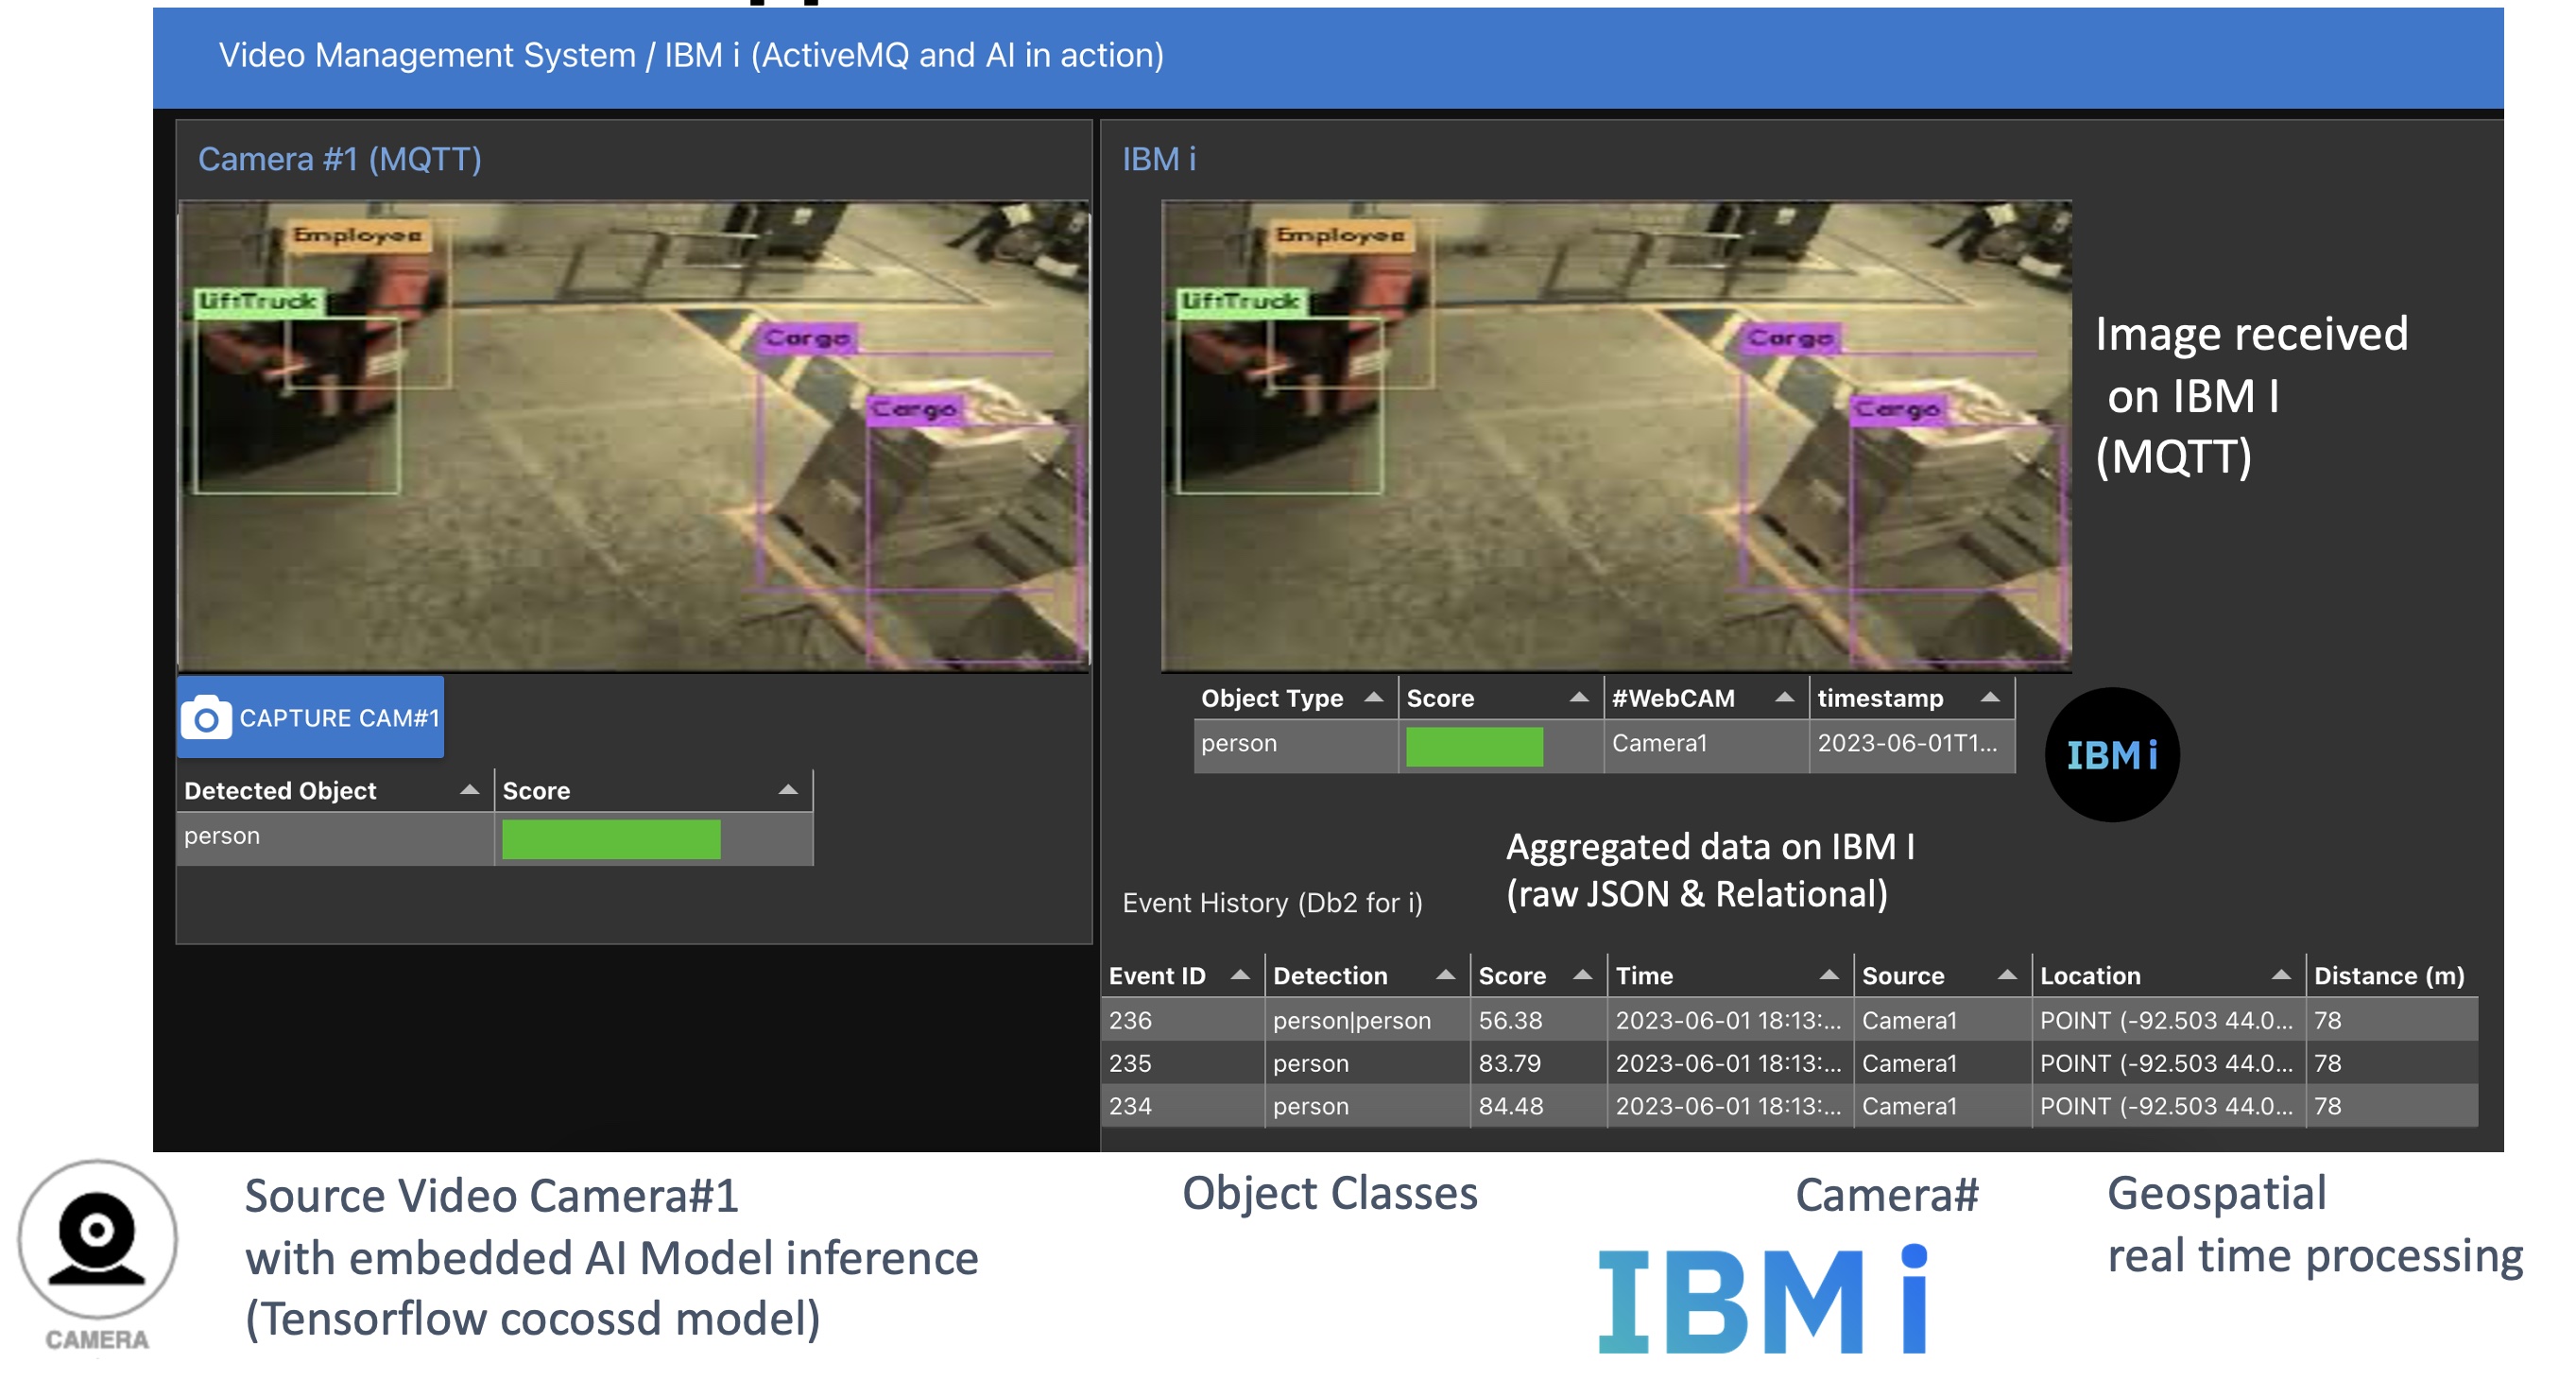 Video Management System / IBM i (ActiveMQ and AI in action)
Camera #1 (MQTT)
Employee
LiftTruck
Cargo
Cargo
CAPTURE CAM#1
Detected Object Score
person
IBM i
Employee
LiftTruck
Cargo
Cargo
Image received
on IBM I
(MQTT)
Object Type Score #WebCAM timestamp
person Camera1 2023-06-01T1...
IBM i
Aggregated data on IBM I
(raw JSON & Relational)
Event History (Db2 for i)
Event ID Detection Score Time Source Location Distance (m)
236 person|person 56.38 2023-06-01 18:13:... Camera1 POINT (-92.503 44.0... 78
235 person 83.79 2023-06-01 18:13:... Camera1 POINT (-92.503 44.0... 78
234 person 84.48 2023-06-01 18:13:... Camera1 POINT (-92.503 44.0... 78
CAMERA
Source Video Camera#1
with embedded AI Model inference
(Tensorflow cocossd model)
Object Classes
Camera#
IBM i
Geospatial
real time processing